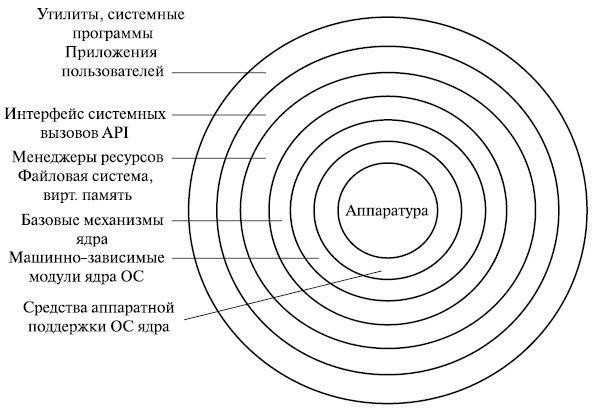 Утилиты, системные
программы
Приложения
пользователей
Интерфейс системных
вызовов API
Менеджеры ресурсов
Файловая система,
вирт. память
Базовые механизмы
ядра
Машинно-зависимые
модули ядра ОС
Средства аппаратной
поддержки ОС ядра
Аппаратура